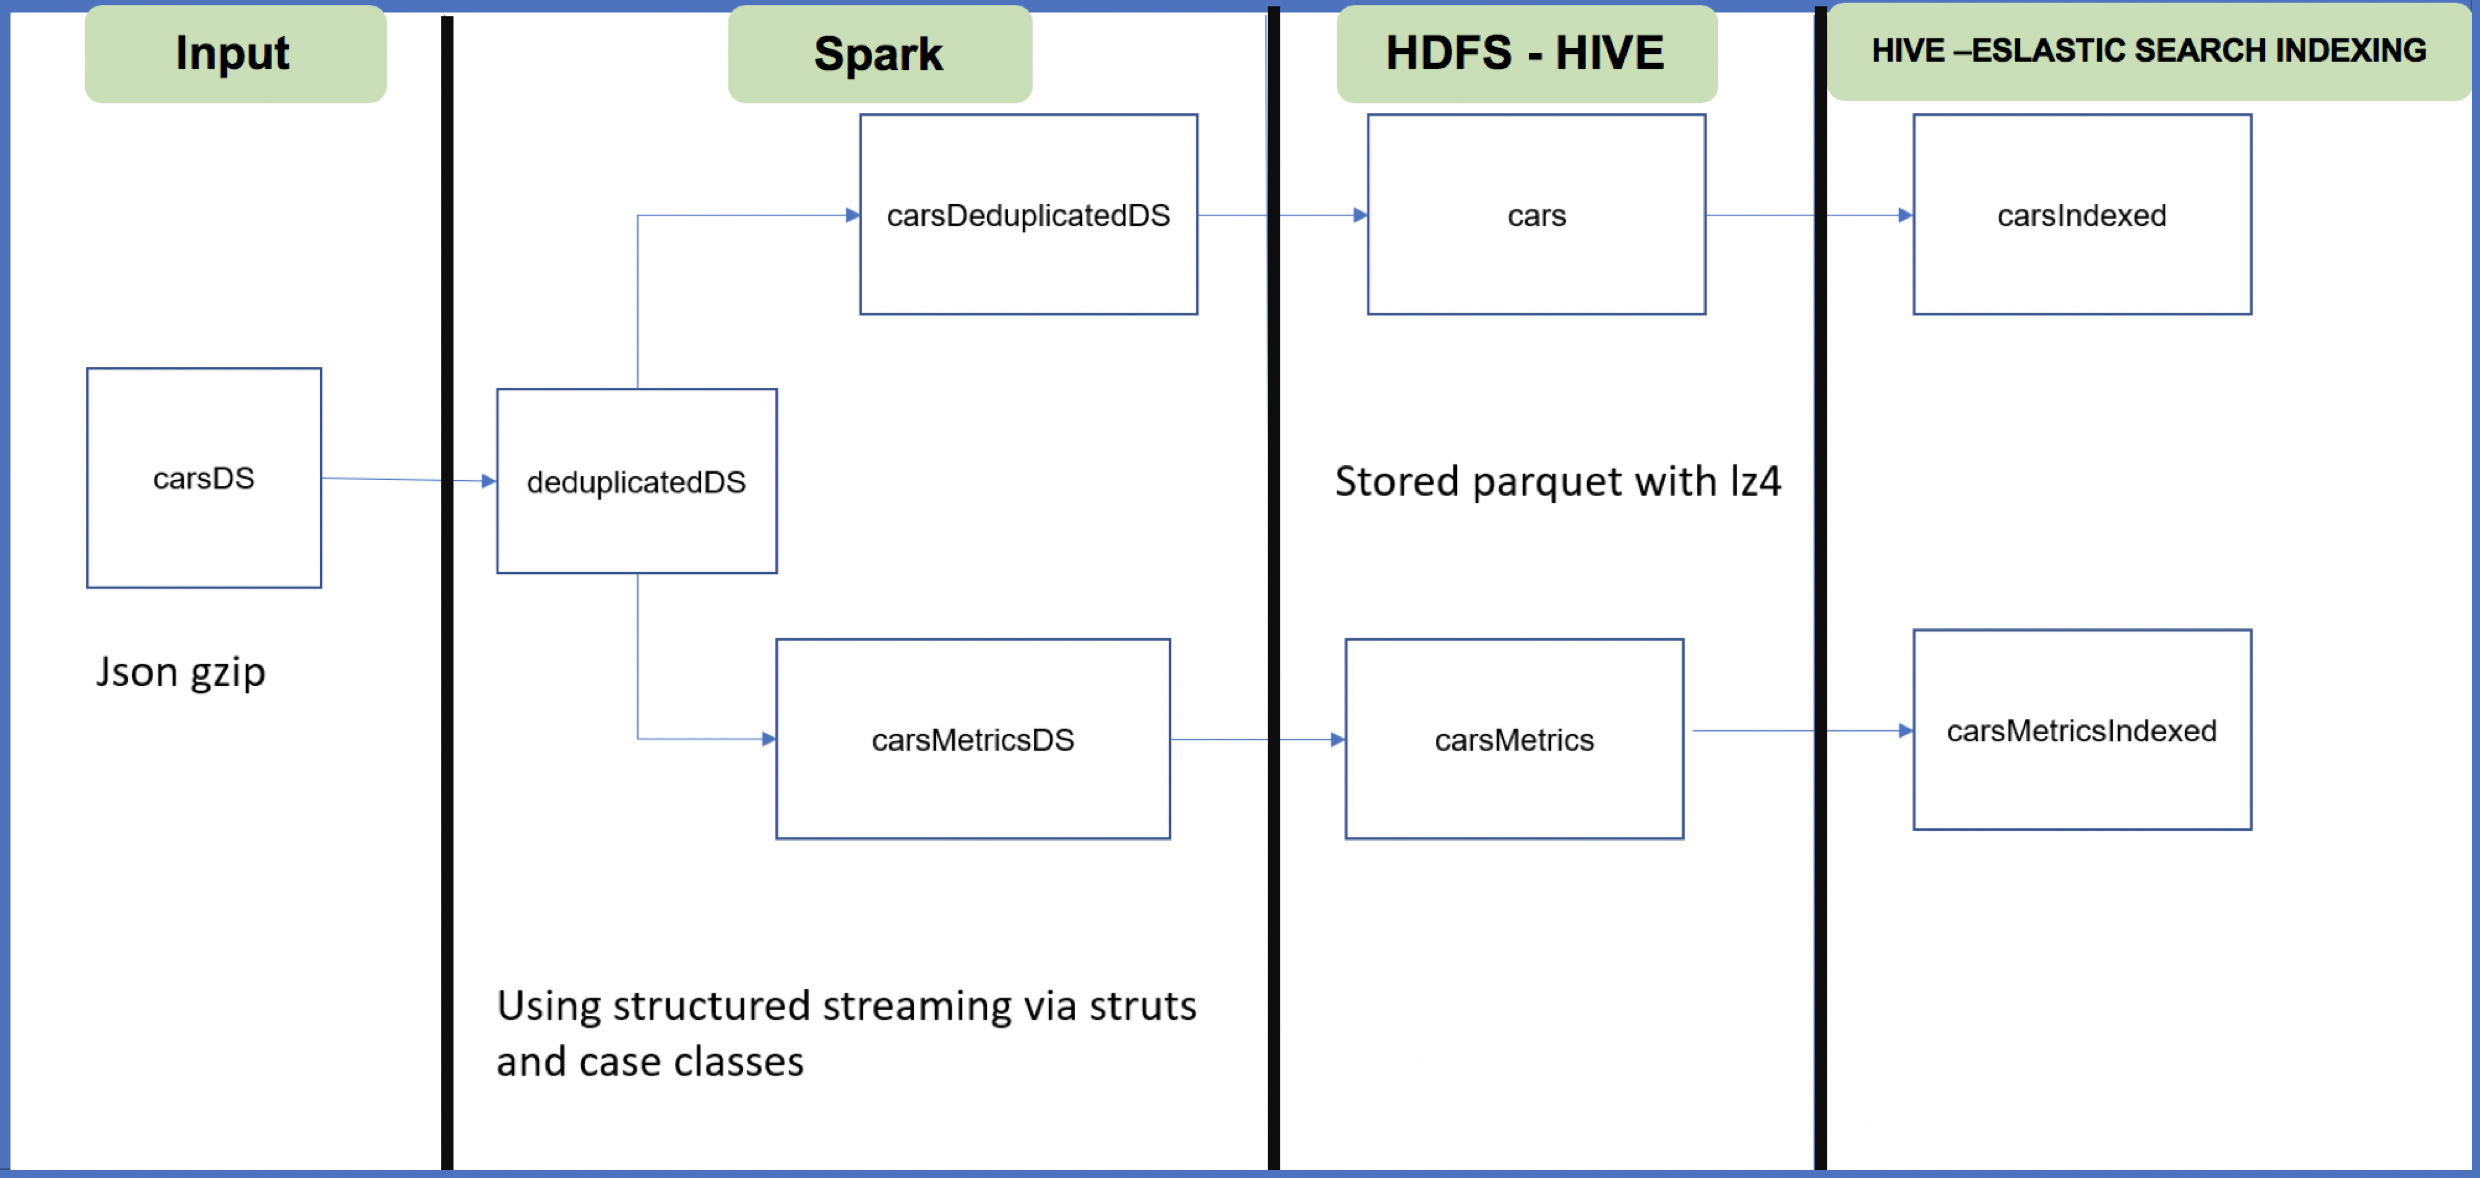 Input
Spark
HDFS - HIVE
HIVE –ESLASTIC SEARCH INDEXING
carsDeduplicatedDS
cars
carsIndexed
carsDS
deduplicatedDS
Stored parquet with lz4
Json gzip
carsMetricsDS
carsMetrics
carsMetricsIndexed
Using structured streaming via struts
and case classes